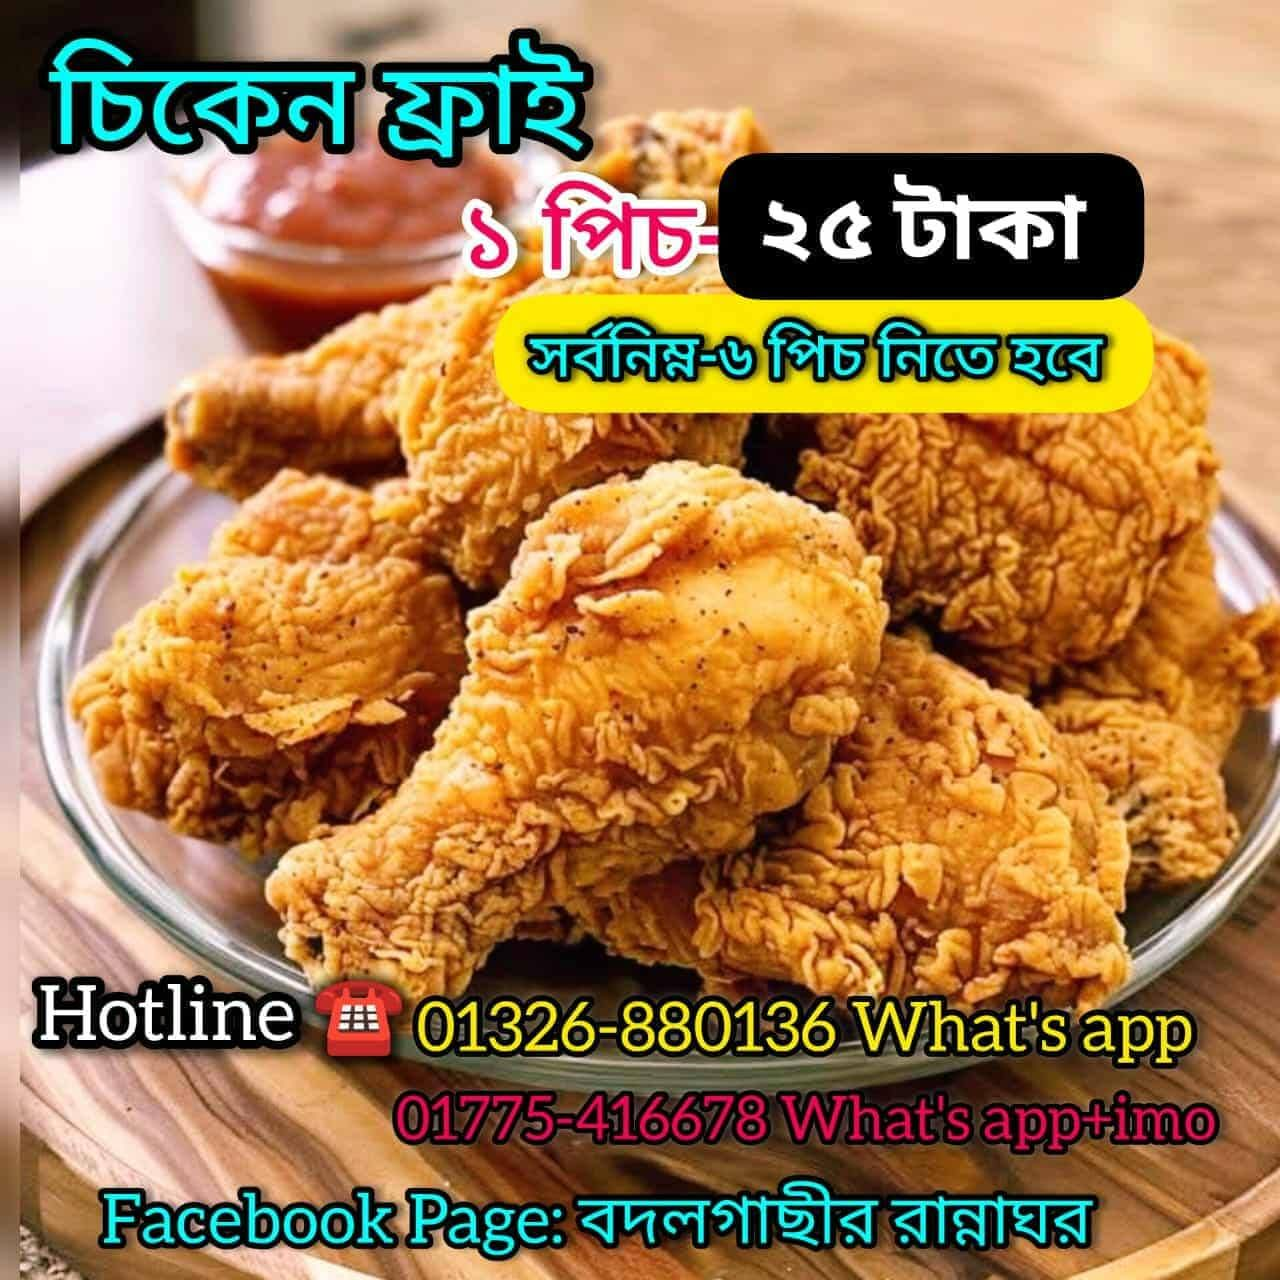 চিকেন ফ্রাই
১ পিচ- ২৫ টাকা
সর্বনিম্ন-৬ পিচ নিতে হবে
Hotline ☎ 01326-880136 What's app
01775-416678 What's app+imo
Facebook Page: বদলগাছীর রান্নাঘর